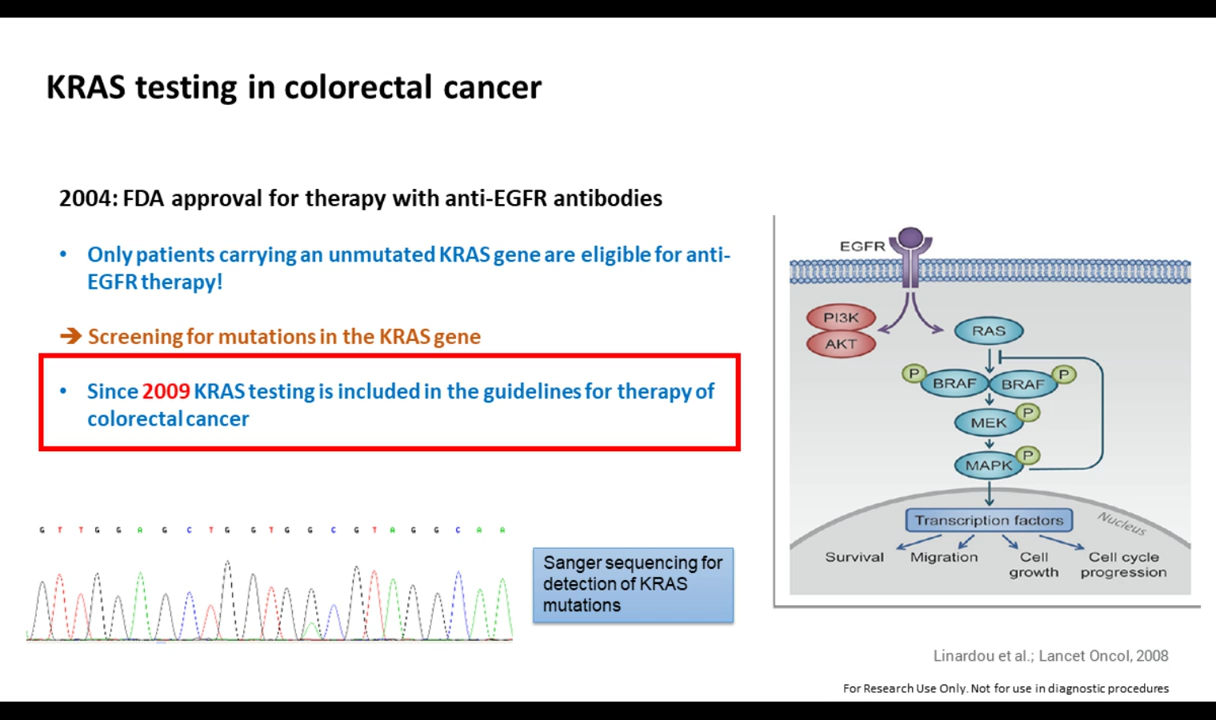 KRAS testing in colorectal cancer
2004: FDA approval for therapy with anti-EGFR antibodies
• Only patients carrying an unmutated KRAS gene are eligible for anti-
EGFR therapy!
➔ Screening for mutations in the KRAS gene
• Since 2009 KRAS testing is included in the guidelines for therapy of
colorectal cancer
G T T G G A G C T G G T G G C G T A G G C A A
Sanger sequencing for
detection of KRAS
mutations
EGFR
PI3K
AKT
RAS
P BRAF BRAF P
MEK P
MAPK P
Transcription factors
Nucleus
Survival Migration Cell growth Cell cycle progression
Linardou et al.; Lancet Oncol, 2008
For Research Use Only. Not for use in diagnostic procedures